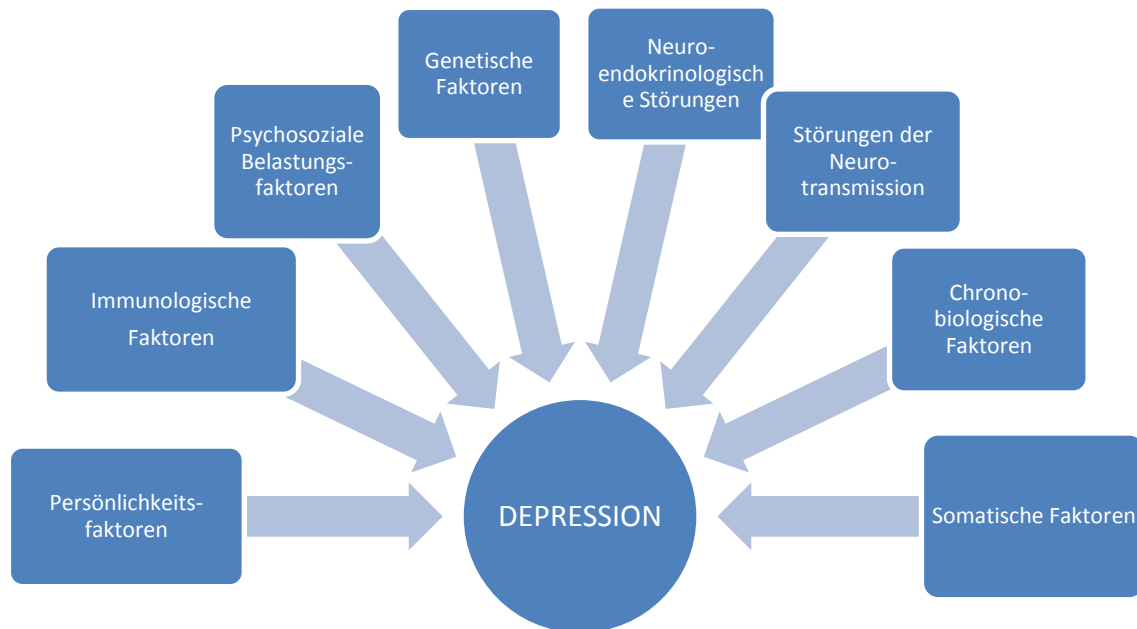 Persönlichkeits-
faktoren
Immunologische
Faktoren
Psychosoziale
Belastungs-
faktoren
Genetische
Faktoren
Neuro-
endokrinologisch
e Störungen
Störungen der
Neuro-
transmission
Chrono-
biologische
Faktoren
Somatische Faktoren
DEPRESSION